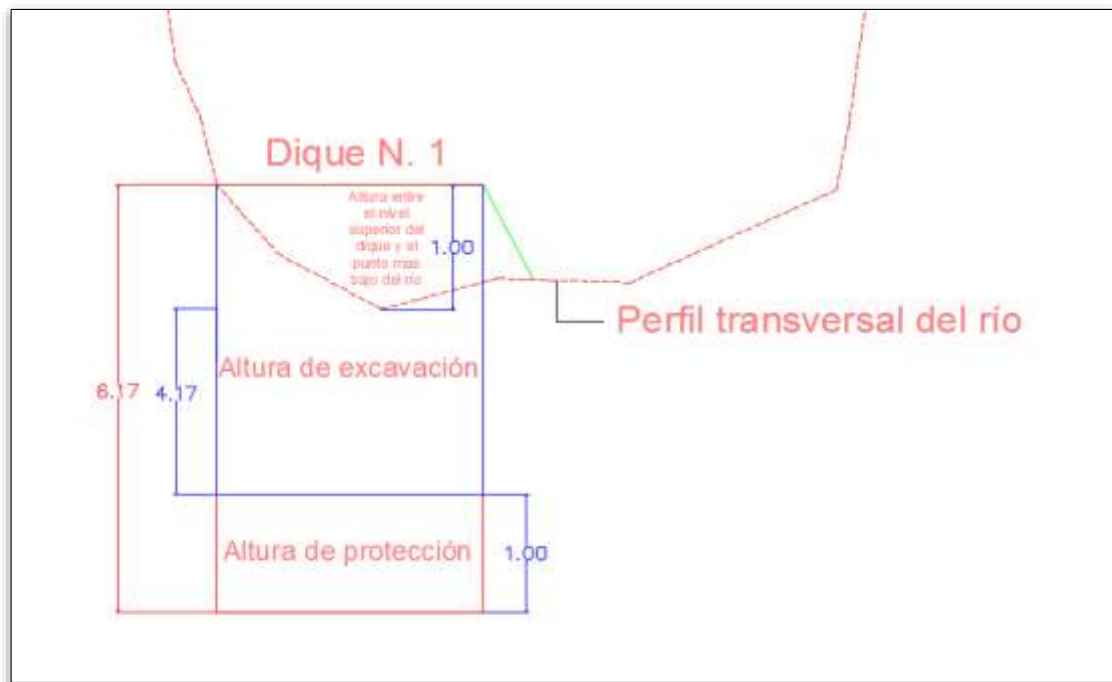 Dique N. 1
Altura entre
el nivel
superior del
dique y el
punto mas
bajo del río
1.00
Perfil transversal del río
Altura de excavación
6.17
4.17
Altura de protección
1.00